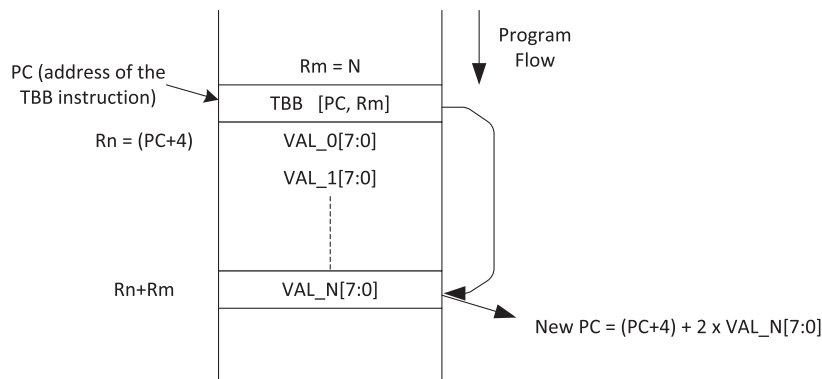 Program
Flow
Rm = N
PC (address of the
TBB instruction)
TBB [PC, Rm]
Rn = (PC+4)
VAL_0[7:0]
VAL_1[7:0]
Rn+Rm
VAL_N[7:0]
New PC = (PC+4) + 2 x VAL_N[7:0]